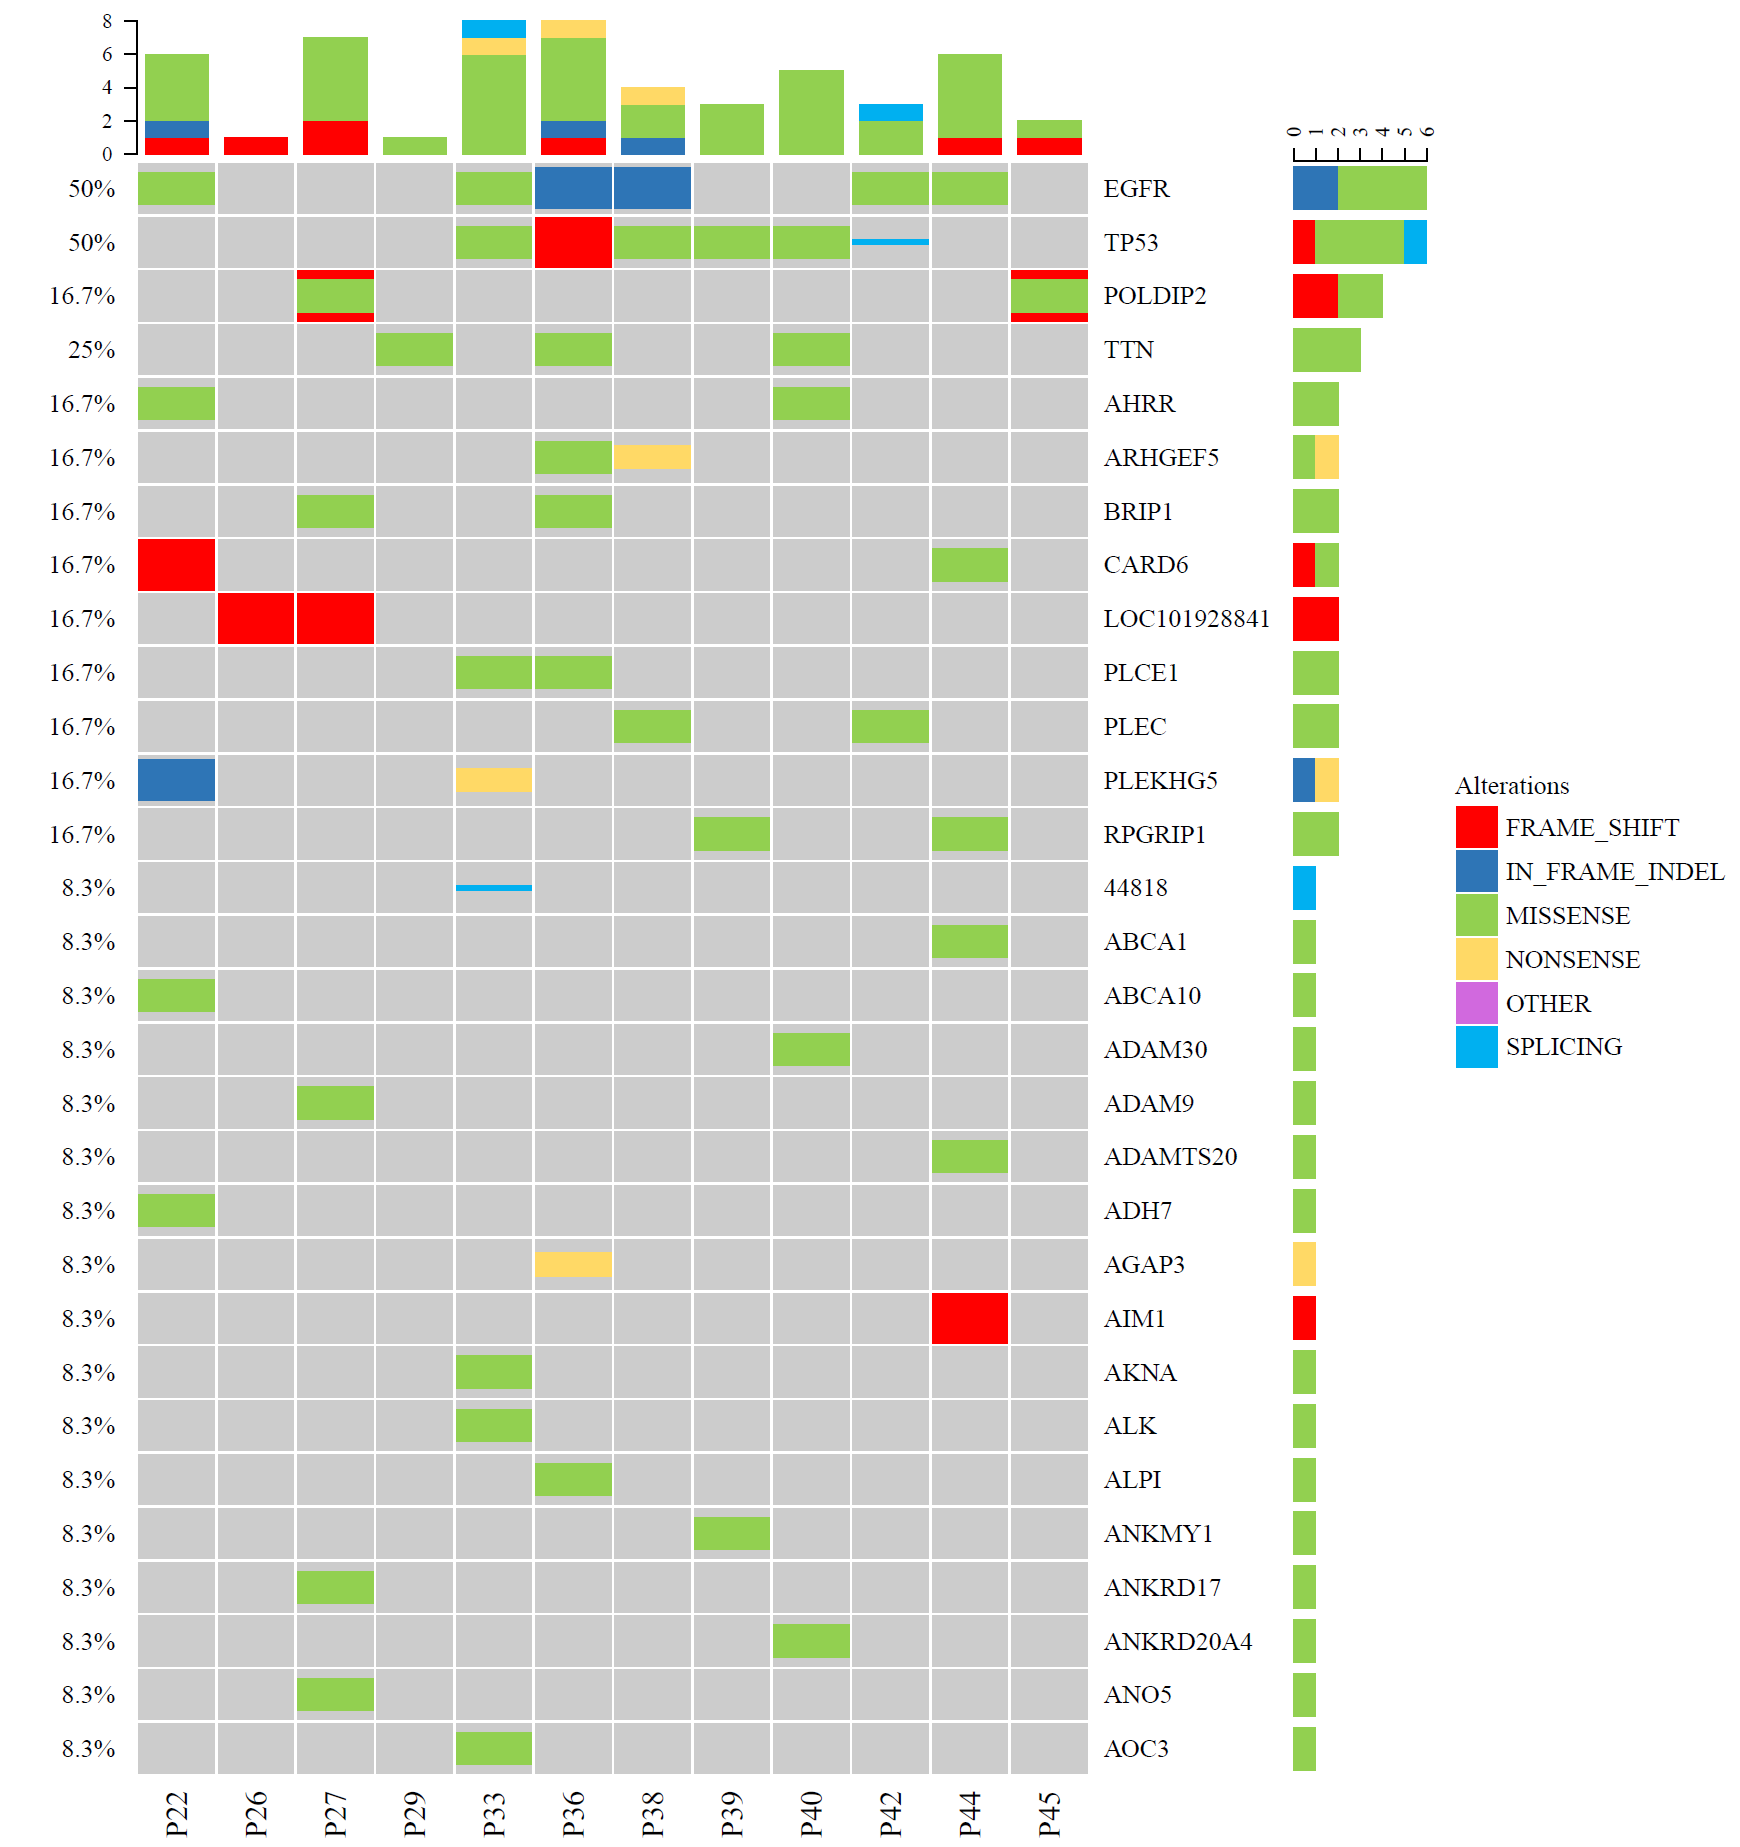 8
6
4
2
0
0 1 2 3 4 5 6
50% EGFR
50% TP53
16.7% POLDIP2
25% TTN
16.7% AHRR
16.7% ARHGEF5
16.7% BRIP1
16.7% CARD6
16.7% LOC101928841
16.7% PLCE1
16.7% PLEC
16.7% PLEKHG5
16.7% RPGRIP1
8.3% 44818
8.3% ABCA1
8.3% ABCA10
8.3% ADAM30
8.3% ADAM9
8.3% ADAMTS20
8.3% ADH7
8.3% AGAP3
8.3% AIM1
8.3% AKNA
8.3% ALK
8.3% ALPI
8.3% ANKMY1
8.3% ANKRD17
8.3% ANKRD20A4
8.3% ANO5
8.3% AOC3
P22 P26 P27 P29 P33 P36 P38 P39 P40 P42 P44 P45
Alterations
FRAME_SHIFT
IN_FRAME_INDEL
MISSENSE
NONSENSE
OTHER
SPLICING